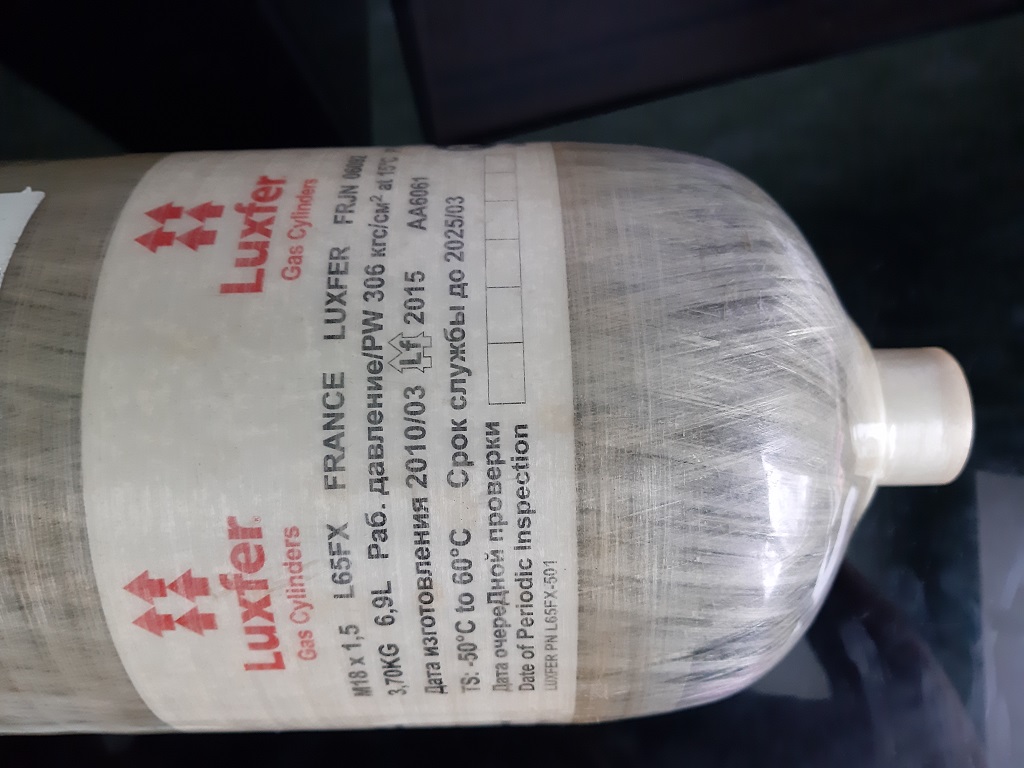 Luxfer
Gas Cylinders
Luxfer
Gas Cylinders
M18 x 1,5 L65FX FRANCE LUXFER FRJN
3,70KG 6,9L Раб. давление/PW 306 кгс/см² at 15°C
Дата изготовления 2010/03 Lf 2015 AA6061
TS: -50°C to 60°C Срок службы до 2025/03
Дата очереДной проверки
Date of Periodic Inspection
LUXFER PN L65FX-501